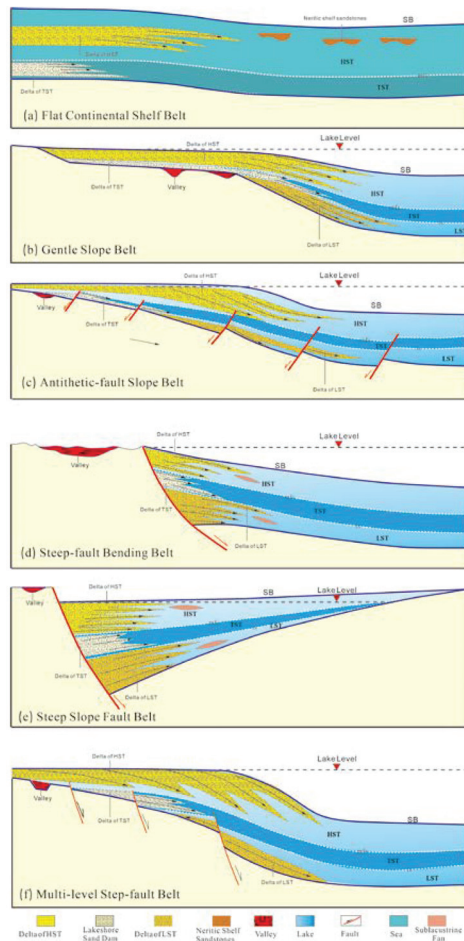 Neritic shelf sandstones
SB
Delta of HST
HST
TST
Delta of TST
(a) Flat Continental Shelf Belt
Lake Level
Delta of HST
SB
Delta of TST
HST
Valley
TST
LST
Delta of LST
(b) Gentle Slope Belt
Lake Level
Delta of HST
SB
Valley
HST
Delta of TST
TST
LST
Delta of LST
(c) Antithetic-fault Slope Belt
Delta of HST
Lake Level
Valley
SB
HST
Delta of TST
TST
LST
Delta of LST
(d) Steep-fault Bending Belt
Delta of HST
SB
Lake Level
Valley
HST
TST
LST
Delta of TST
Delta of LST
(e) Steep Slope Fault Belt
Delta of HST
Lake Level
SB
Valley
HST
Delta of TST
TST
LST
Delta of LST
(f) Multi-level Step-fault Belt
Delta of HST
Lakeshore
Sand Dam
Delta of LST
Neritic Shelf
Sandstones
Valley
Lake
Fault
Sea
Sublacustrine
Fan